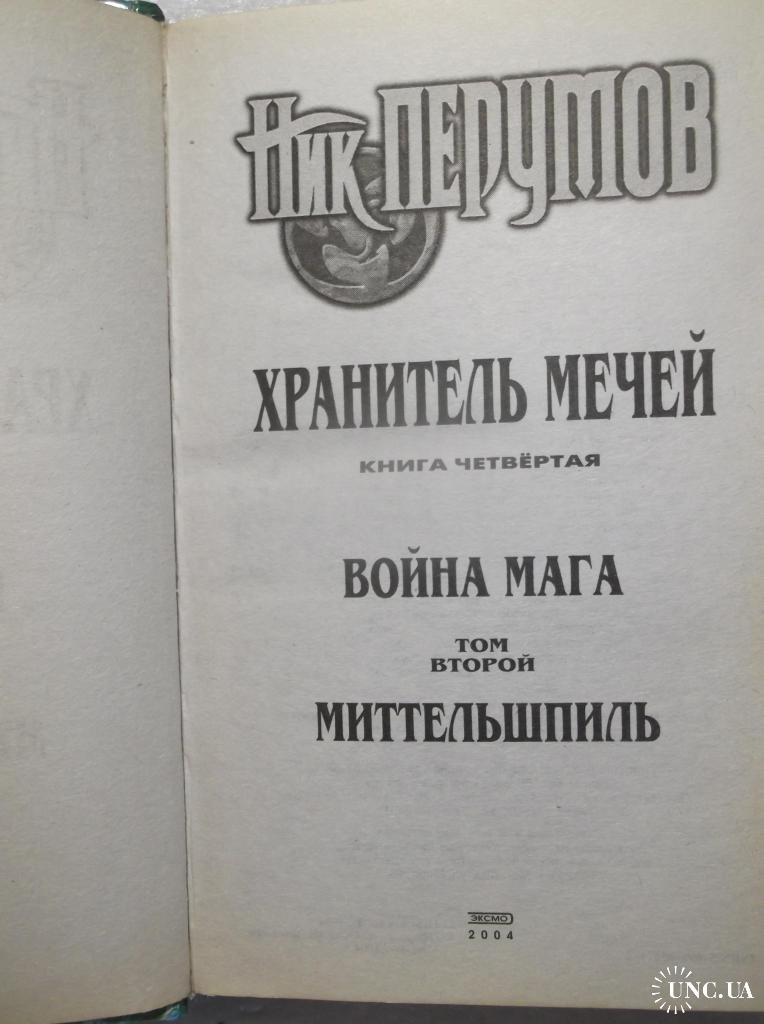 Ник ПЕРУМОВ
ХРАНИТЕЛЬ МЕЧЕЙ
КНИГА ЧЕТВЁРТАЯ
ВОЙНА МАГА
ТОМ
ВТОРОЙ
МИТТЕЛЬШПИЛЬ
ЭКСМО
2004
UNC.UA